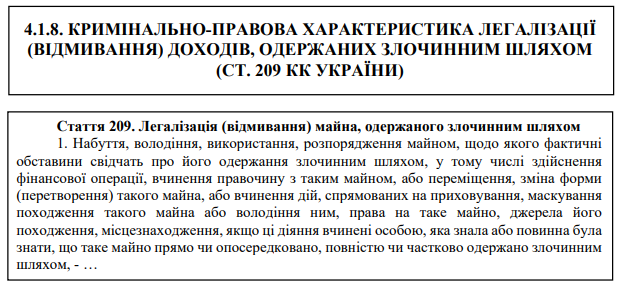 4.1.8. КРИМІНАЛЬНО-ПРАВОВА ХАРАКТЕРИСТИКА ЛЕГАЛІЗАЦІЇ
(ВІДМИВАННЯ) ДОХОДІВ, ОДЕРЖАНИХ ЗЛОЧИННИМ ШЛЯХОМ
(СТ. 209 КК УКРАЇНИ)
Стаття 209. Легалізація (відмивання) майна, одержаного злочинним шляхом
1. Набуття, володіння, використання, розпорядження майном, щодо якого фактичні
обставини свідчать про його одержання злочинним шляхом, у тому числі здійснення
фінансової операції, вчинення правочину з таким майном, або переміщення, зміна форми
(перетворення) такого майна, або вчинення дій, спрямованих на приховування, маскування
походження такого майна або володіння ним, права на таке майно, джерела його
походження, місцезнаходження, якщо ці діяння вчинені особою, яка знала або повинна була
знати, що таке майно прямо чи опосередковано, повністю чи частково одержано злочинним
шляхом, - …